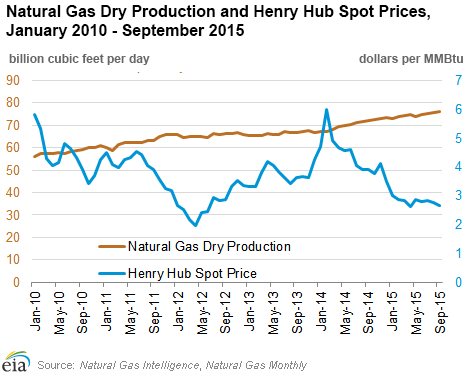 Natural Gas Dry Production and Henry Hub Spot Prices,
January 2010 - September 2015
billion cubic feet per day dollars per MMBtu
90 7
80 6
70 5
60
50 4
40 3
30 2
20
10 1
0 0
Natural Gas Dry Production
Henry Hub Spot Price
Jan-10 May-10 Sep-10 Jan-11 May-11 Sep-11 Jan-12 May-12 Sep-12 Jan-13 May-13 Sep-13 Jan-14 May-14 Sep-14 Jan-15 May-15 Sep-15
eia Source: Natural Gas Intelligence, Natural Gas Monthly